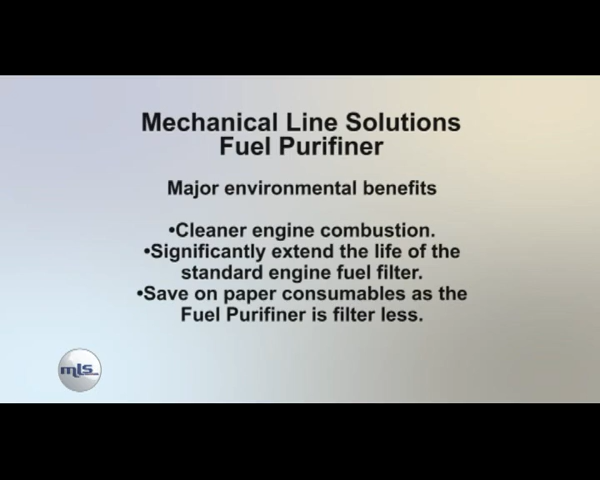 Mechanical Line Solutions
Fuel Purifiner
Major environmental benefits
•Cleaner engine combustion.
•Significantly extend the life of the
standard engine fuel filter.
•Save on paper consumables as the
Fuel Purifiner is filter less.
mls